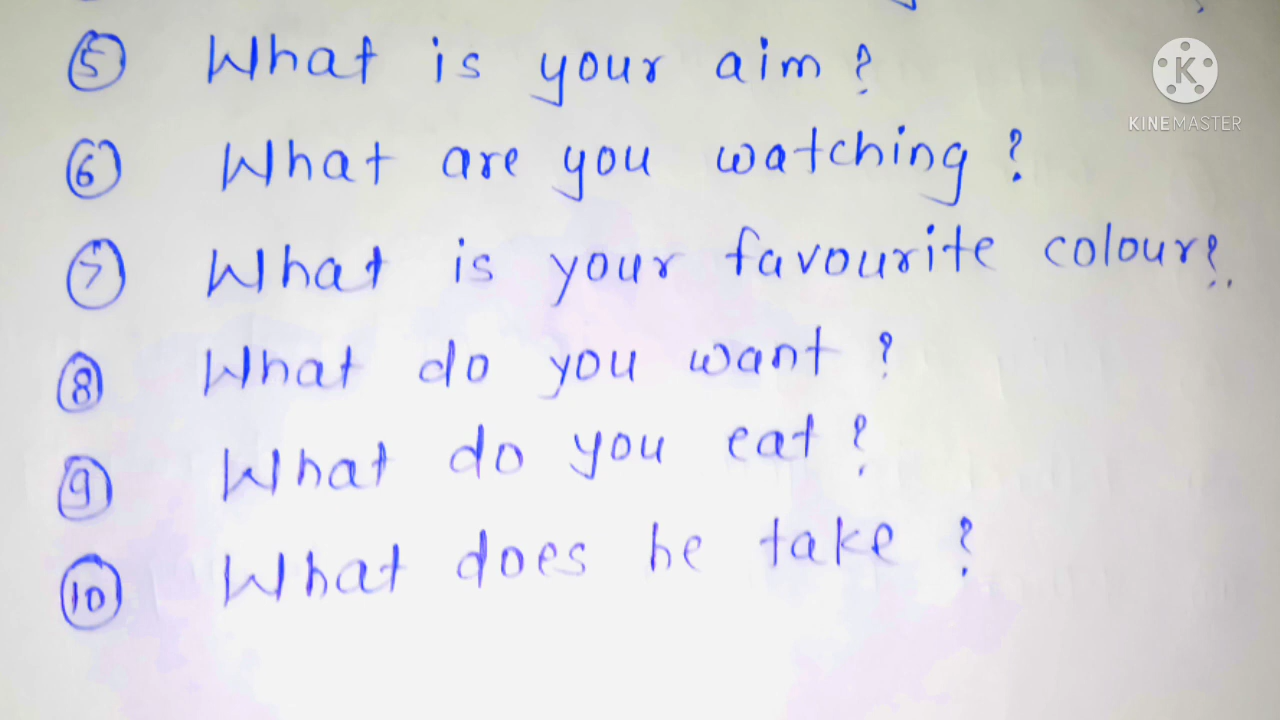 ⑤ What is your aim?
K
KINEMASTER
⑥ What are you watching?
⑦ What is your favourite colour?
⑧ What do you want?
⑨ What do you eat?
⑩ What does he take?